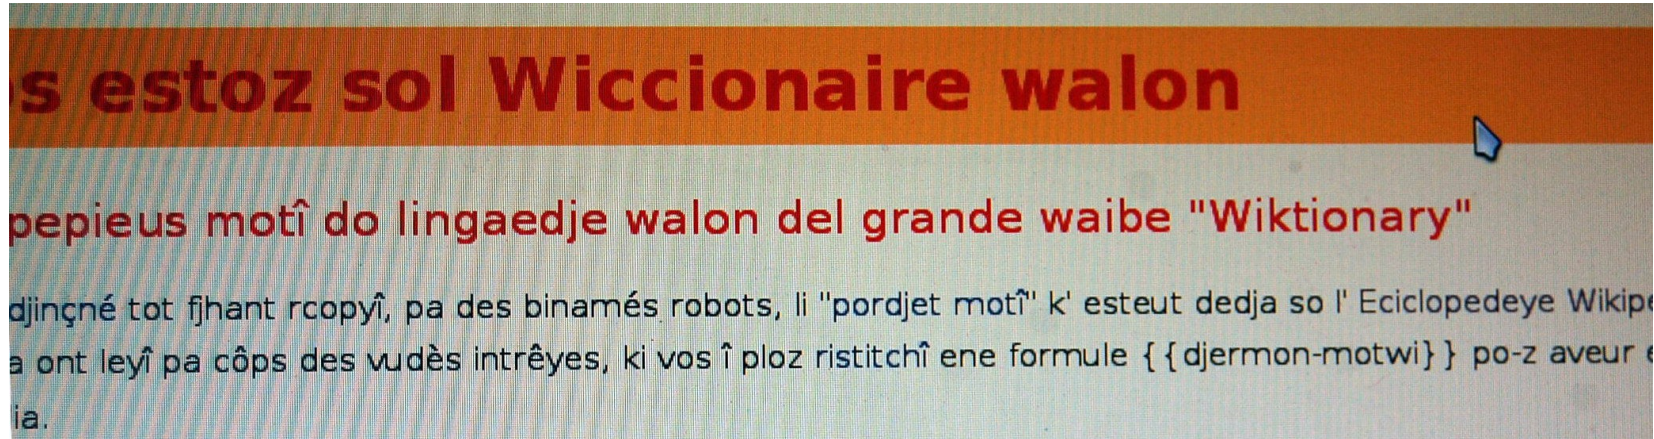 s estoz sol Wiccionaire walon
pepieus motî do lingaedje walon del grande waibe "Wiktionary"
djinçné tot fjhant rcopyî, pa des binamés robots, li "pordjet motî" k' esteut dedja so l' Eciclopedeye Wikipe
a ont leyî pa côps des vudès intrêyes, ki vos î ploz ristitchî ene formule {{djermon-motwi}} po-z aveur e
ia.